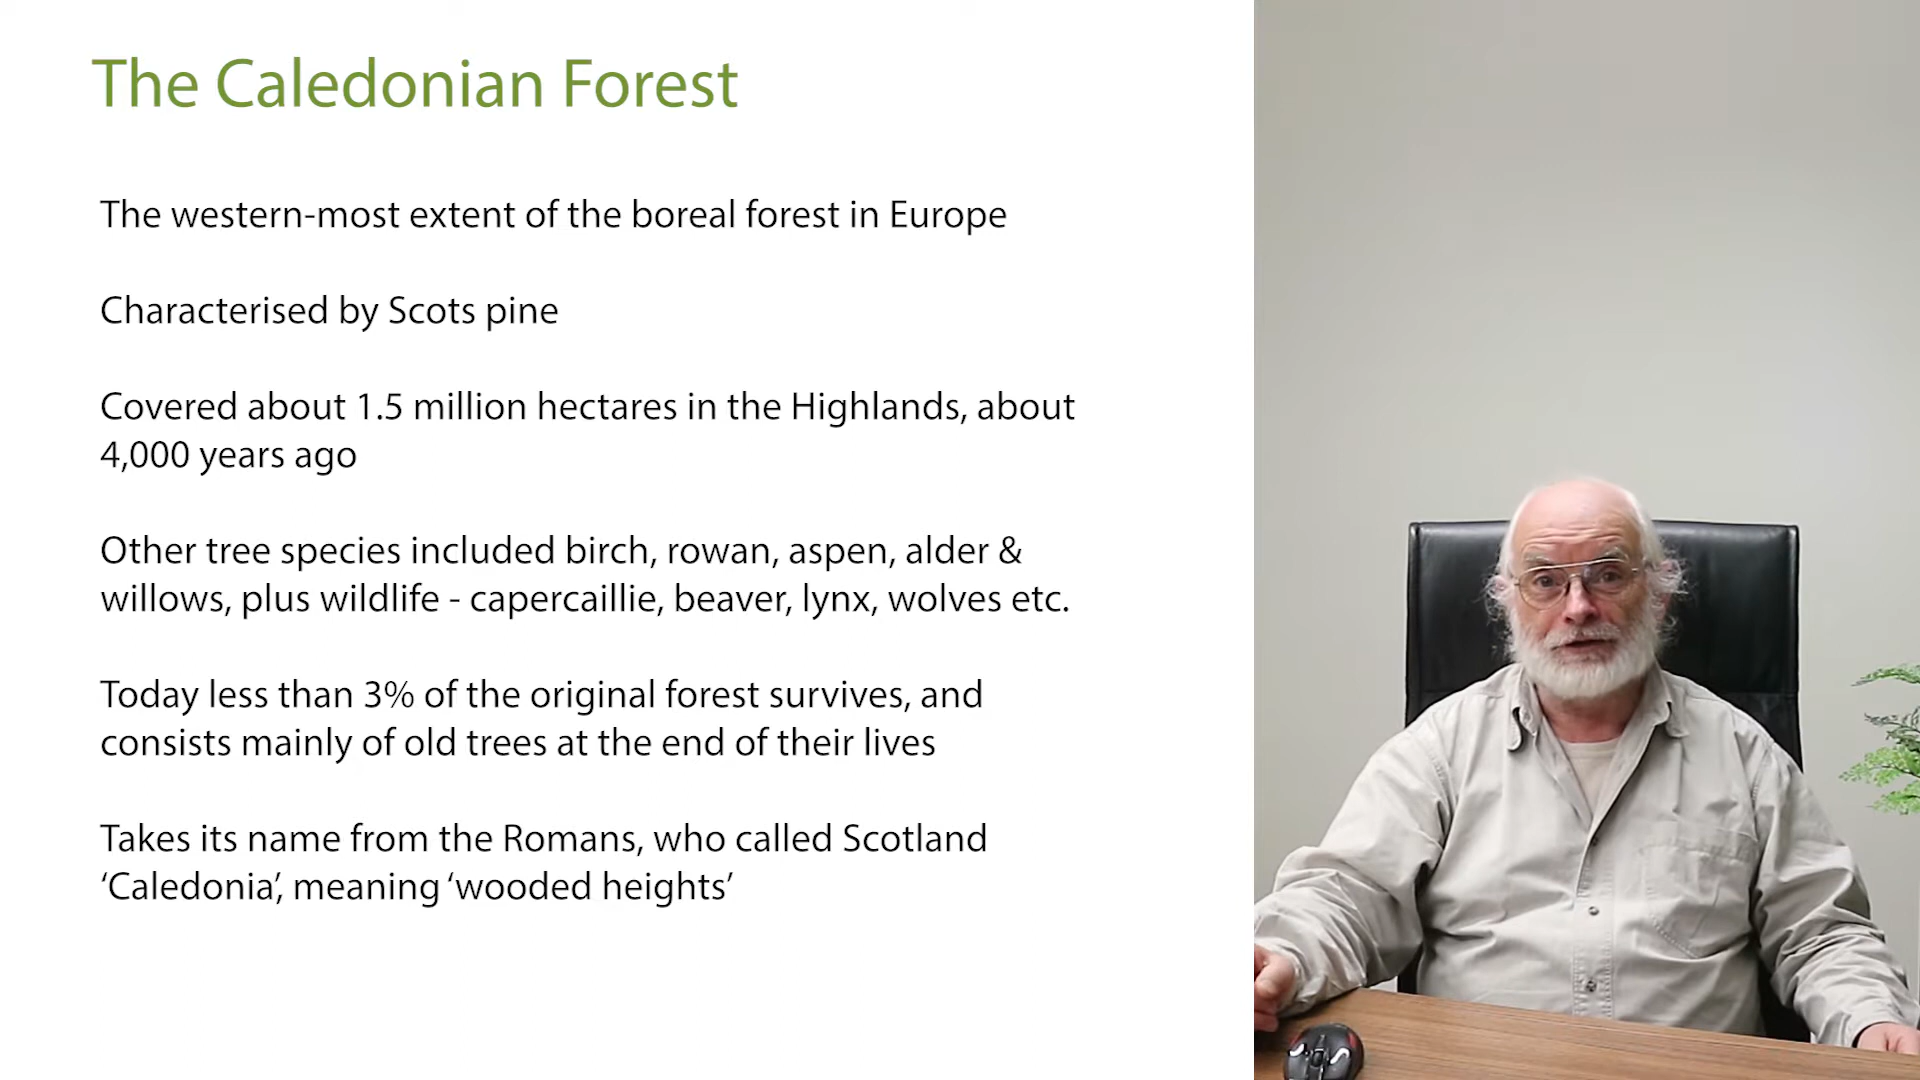 The Caledonian Forest
The western-most extent of the boreal forest in Europe
Characterised by Scots pine
Covered about 1.5 million hectares in the Highlands, about
4,000 years ago
Other tree species included birch, rowan, aspen, alder &
willows, plus wildlife - capercaillie, beaver, lynx, wolves etc.
Today less than 3% of the original forest survives, and
consists mainly of old trees at the end of their lives
Takes its name from the Romans, who called Scotland
‘Caledonia’, meaning ‘wooded heights’